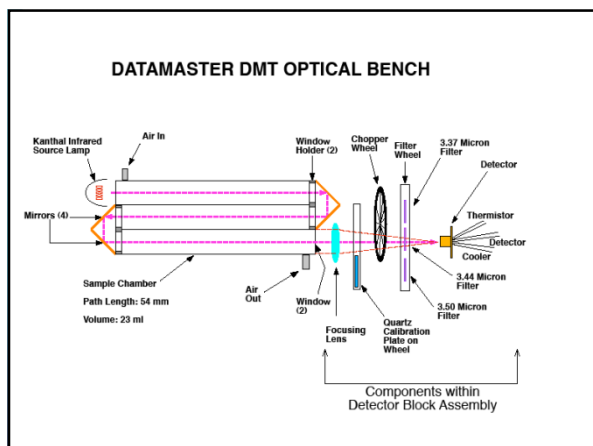 DATAMASTER DMT OPTICAL BENCH
Kanthal Infrared
Source Lamp
Air In
Window
Holder (2)
Chopper
Wheel
Filter
Wheel
3.37 Micron
Filter
Detector
Mirrors (4)
Thermistor
Detector
Cooler
Sample Chamber
Path Length: 54 mm
Volume: 23 ml
Air
Out
Window
(2)
Focusing
Lens
Quartz
Calibration
Plate on
Wheel
3.44 Micron
Filter
3.50 Micron
Filter
Components within
Detector Block Assembly